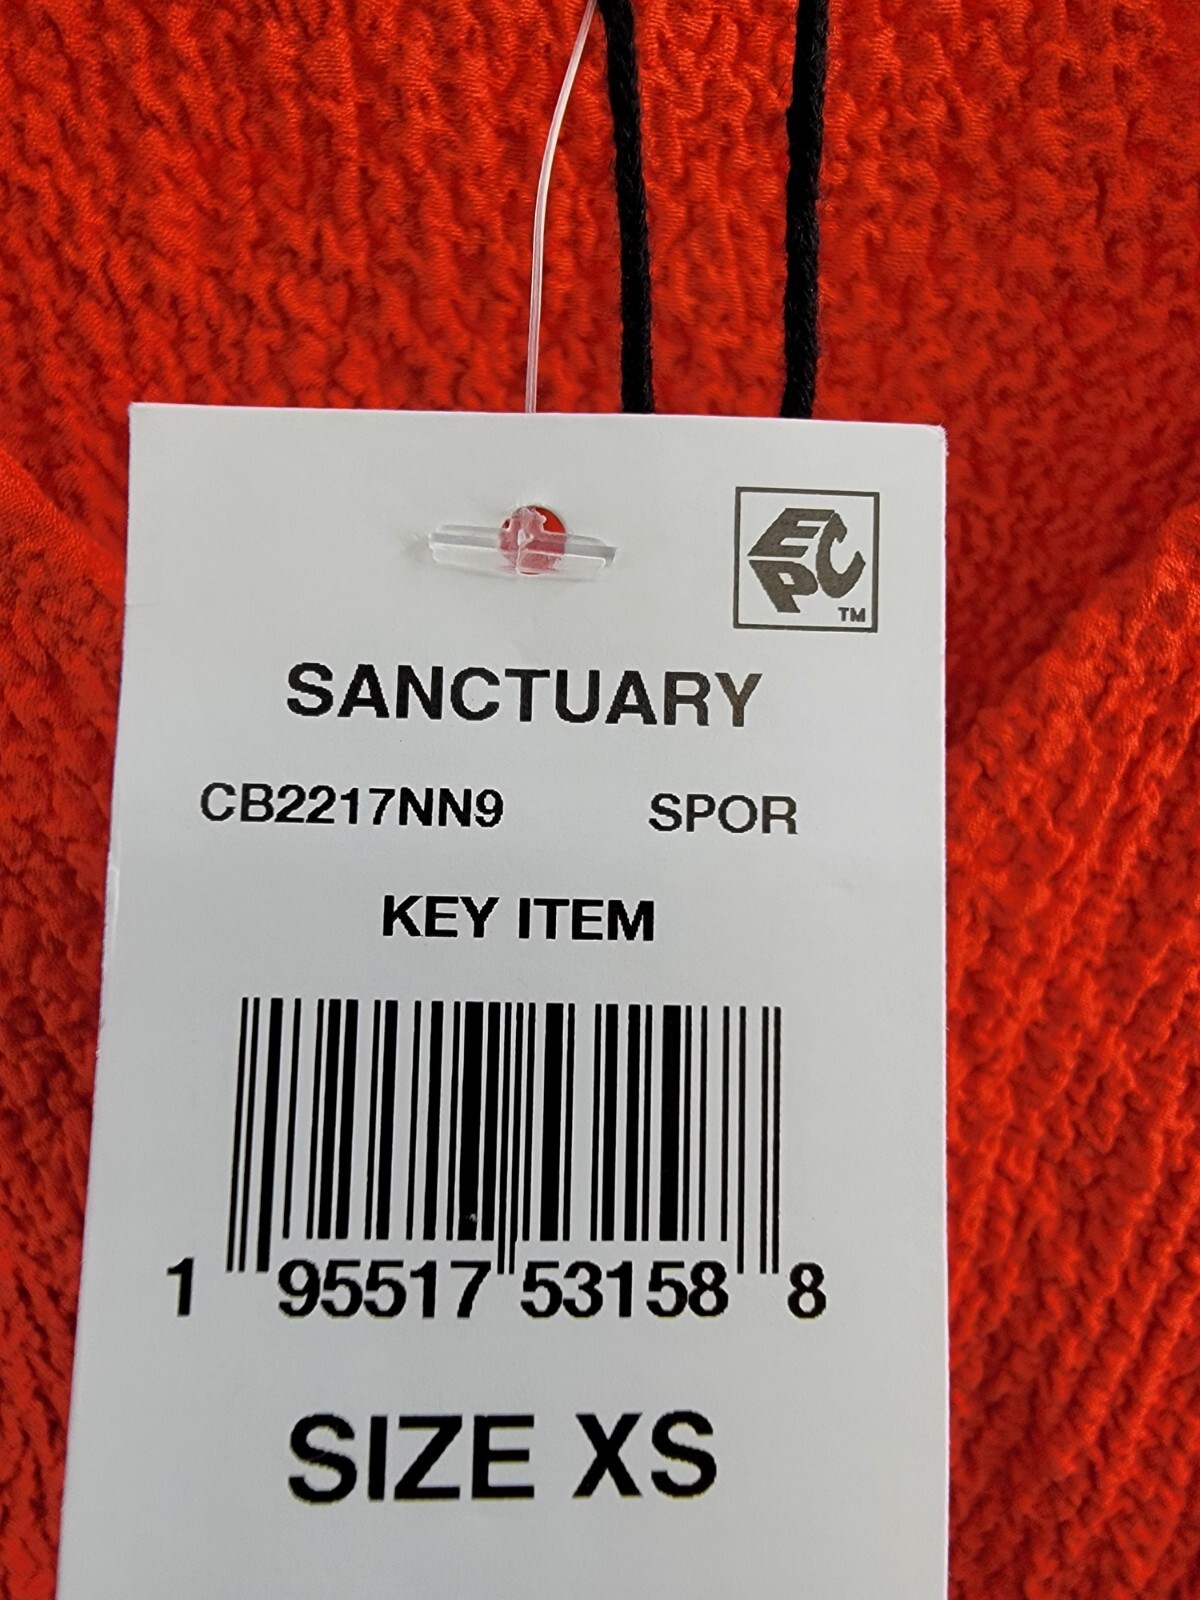 EPC
TM
SANCTUARY
CB2217NN9 SPOR
KEY ITEM
1 95517 53158 8
SIZE XS